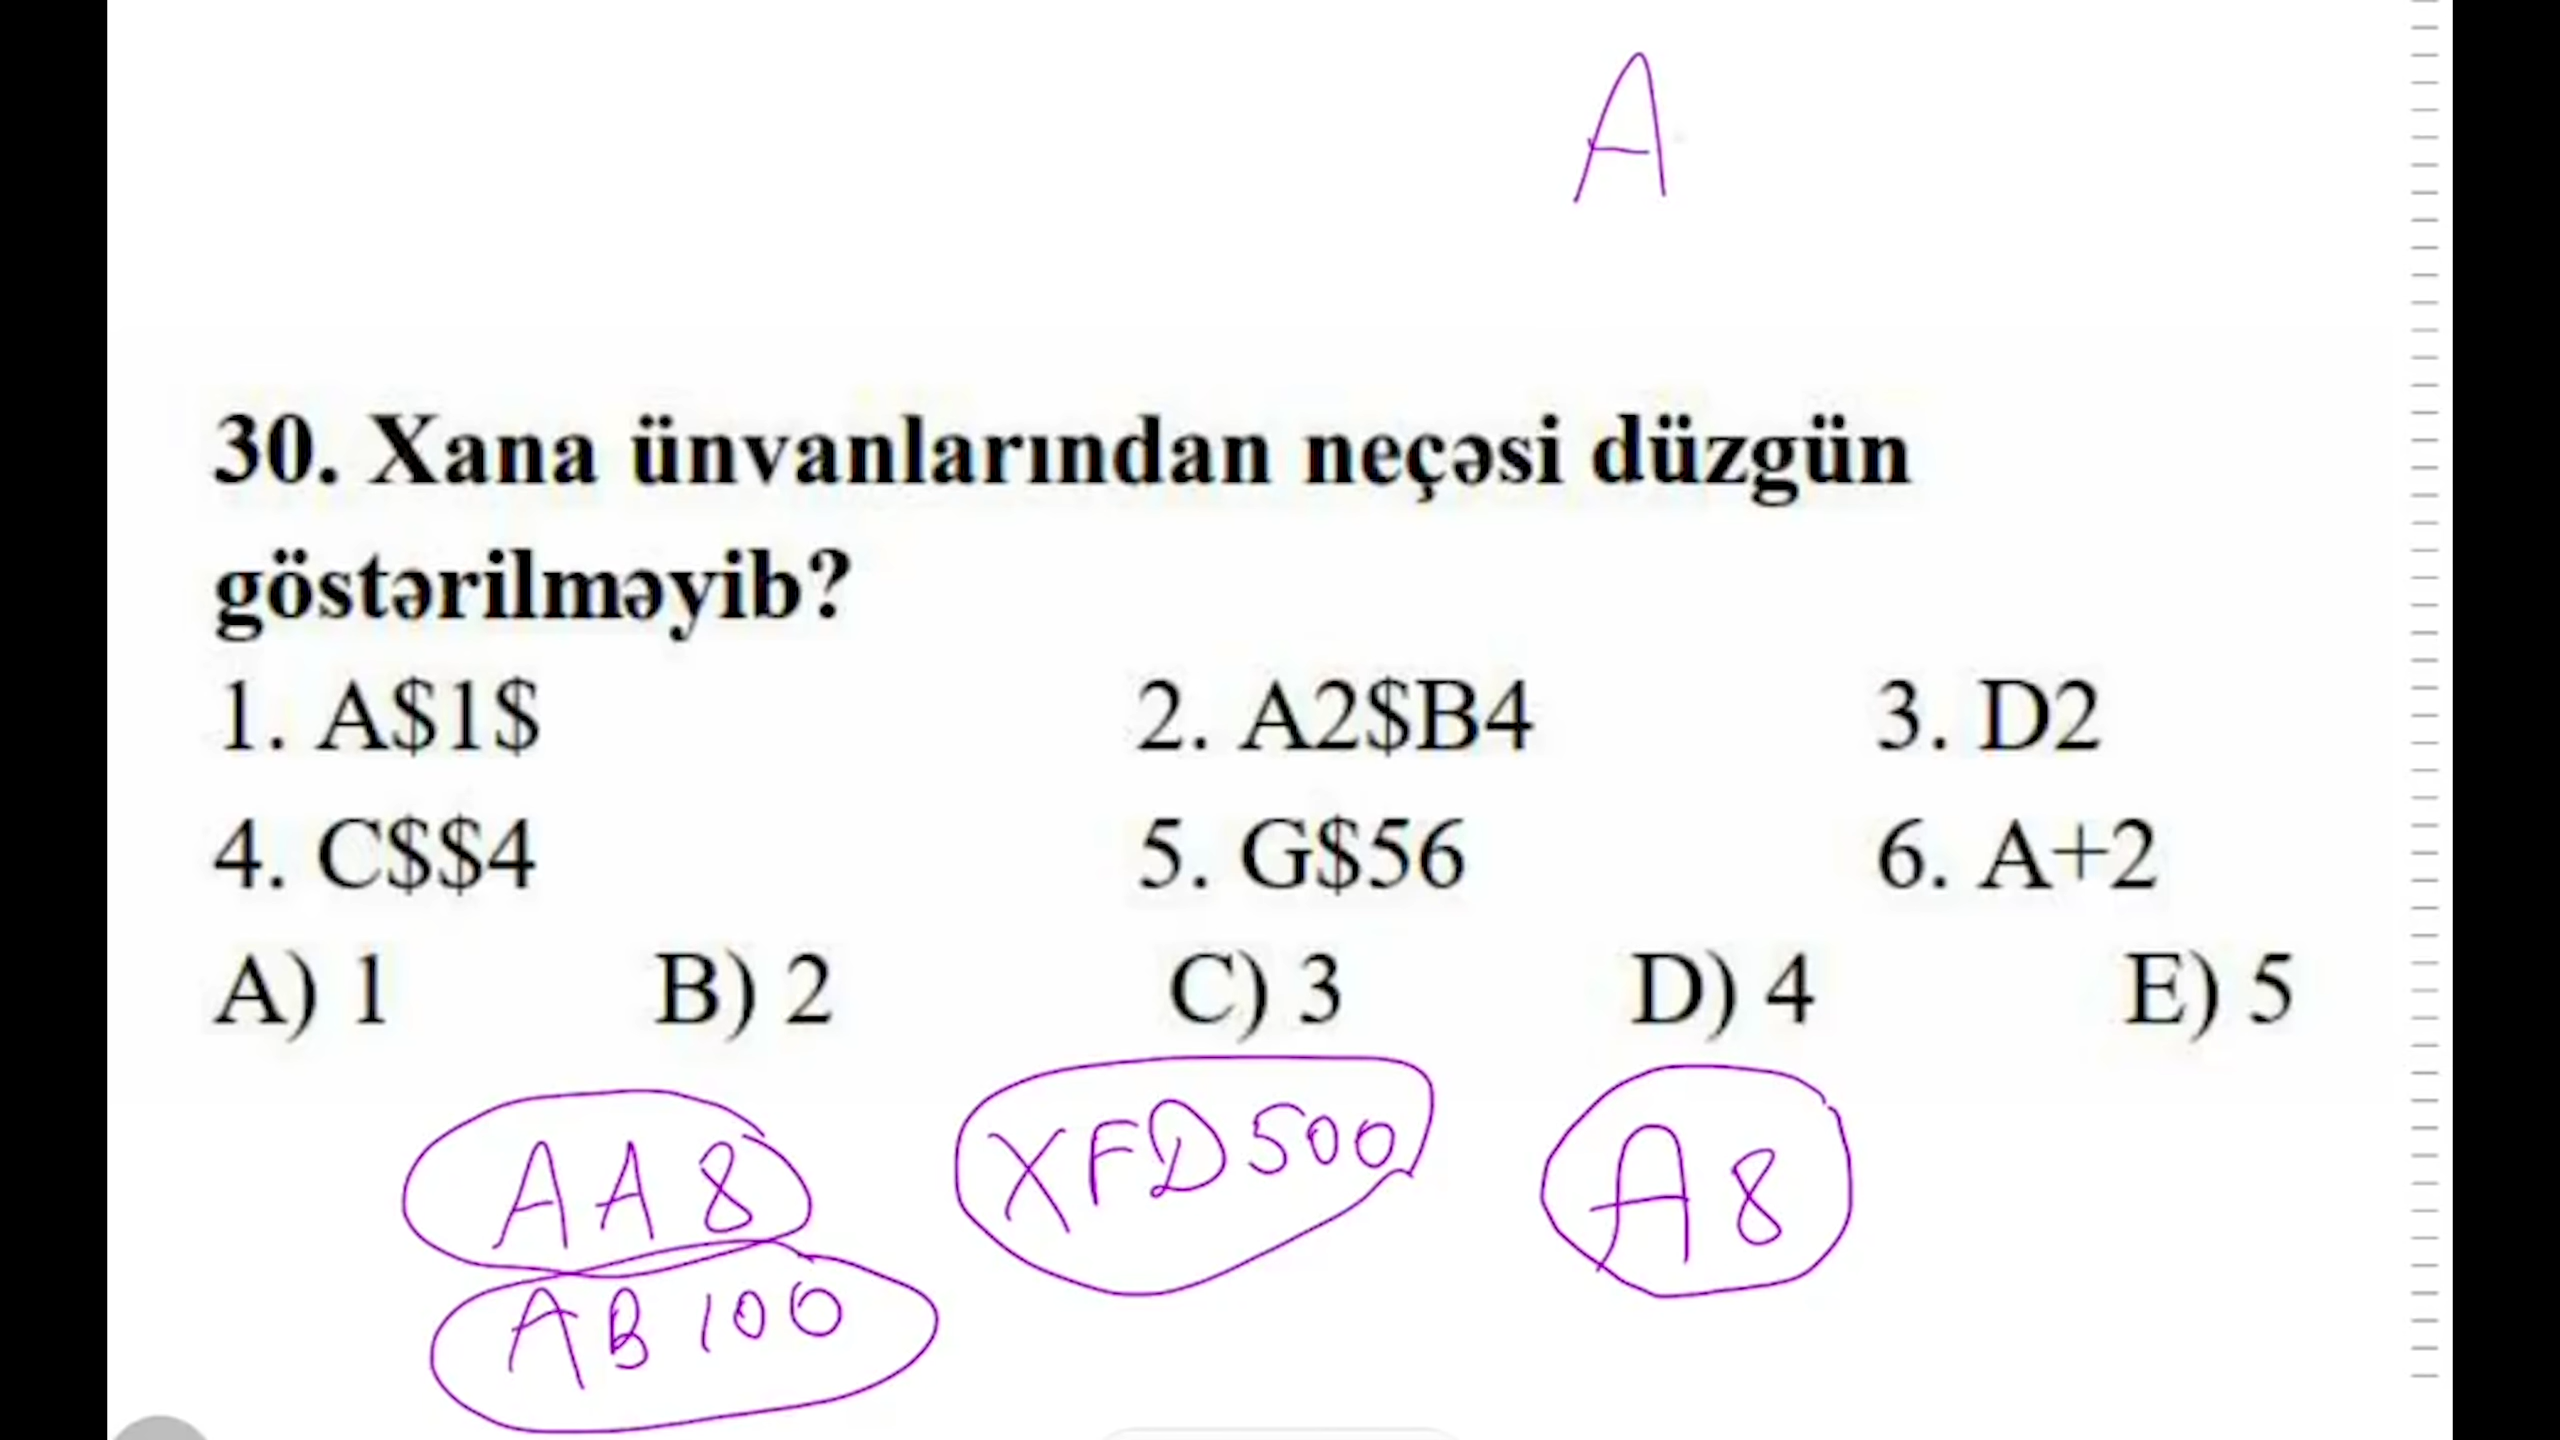 A
30. Xana ünvanlarından neçəsi düzgün
göstərilməyib?
1. A$1$ 2. A2$B4 3. D2
4. C$$4 5. G$56 6. A+2
A) 1 B) 2 C) 3 D) 4 E) 5
AA8 XFD500 A8
AB100